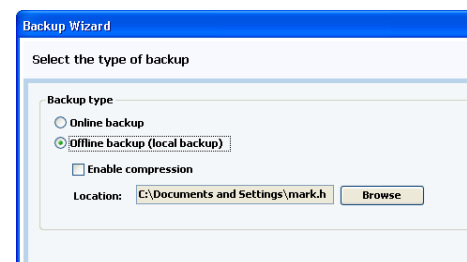 Backup Wizard
Select the type of backup
Backup type
Online backup
Offline backup (local backup)
Enable compression
Location: C:\Documents and Settings\mark.h Browse